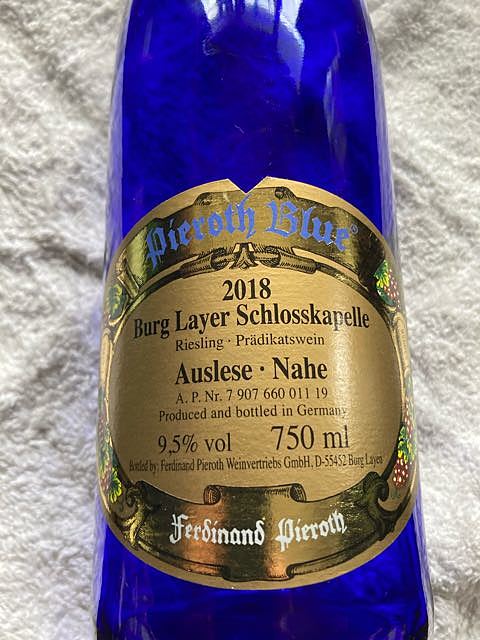 Pieroth Blue®
2018
Burg Layer Schlosskapelle
Riesling · Prädikatswein
Auslese · Nahe
A. P. Nr. 7 907 660 011 19
Produced and bottled in Germany
9,5% vol 750 ml
Bottled by: Ferdinand Pieroth Weinvertriebs GmbH, D-55452 Burg Layen
Ferdinand Pieroth